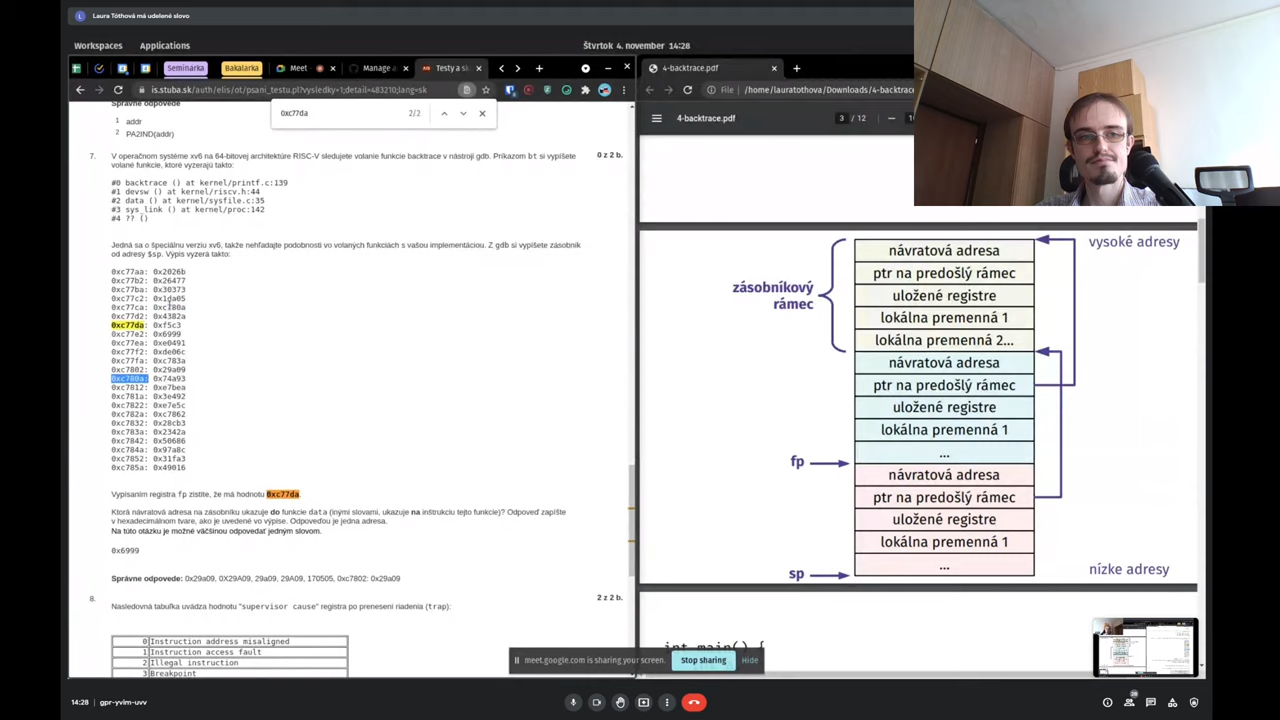 Laura Tóthová má udelené slovo
Workspaces Applications
Štvrtok 4. november 14:28
Seminárka
Bakalarka
Meet
Manage a
Testy a sk
4-backtrace.pdf
is.stuba.sk/auth/elis/ot/psani_testu.pl?vysledky=1;detail=483210;lang=sk
File /home/lauratothova/Downloads/4-backtrac
0xc77da 2/2
4-backtrace.pdf
3 / 12
Správne odpovede
1 addr
2 PA2IND(addr)
7. V operačnom systéme xv6 na 64-bitovej architektúre RISC-V sledujete volanie funkcie backtrace v nástroji gdb. Príkazom bt si vypíšete 0 z 2 b.
volané funkcie, ktoré vyzerajú takto:
#0 backtrace () at kernel/printf.c:139
#1 devsw () at kernel/riscv.h:44
#2 data () at kernel/sysfile.c:35
#3 sys_link () at kernel/proc:142
#4 ?? ()
Jedná sa o špeciálnu verziu xv6, takže nehľadajte podobnosti vo volaných funkciách s vašou implementáciou. Z gdb si vypíšete zásobník
od adresy $sp. Výpis vyzerá takto:
0xc77aa: 0x2026b
0xc77b2: 0x26477
0xc77ba: 0x30373
0xc77c2: 0x1da05
0xc77ca: 0xc780a
0xc77d2: 0x4382a
0xc77da: 0xf5c3
0xc77e2: 0x6999
0xc77ea: 0xe0491
0xc77f2: 0xde06c
0xc77fa: 0xc783a
0xc7802: 0x29a09
0xc780a: 0x74a93
0xc7812: 0xe7bea
0xc781a: 0x3e492
0xc7822: 0xe7e5c
0xc782a: 0xc7862
0xc7832: 0x28cb3
0xc783a: 0x2342a
0xc7842: 0x50686
0xc784a: 0x97a8c
0xc7852: 0x31fa3
0xc785a: 0x49016
Vypísaním registra fp zistíte, že má hodnotu 0xc77da.
Ktorá návratová adresa na zásobníku ukazuje do funkcie data (inými slovami, ukazuje na inštrukciu tejto funkcie)? Odpoveď zapíšte
v hexadecimálnom tvare, ako je uvedené vo výpise. Odpoveďou je jedna adresa.
Na túto otázku je možné väčšinou odpovedať jedným slovom.
0x6999
Správne odpovede: 0x29a09, 0X29A09, 29a09, 29A09, 170505, 0xc7802: 0x29a09
8. Nasledovná tabuľka uvádza hodnotu "supervisor cause" registra po prenesení riadenia (trap): 2 z 2 b.
0 Instruction address misaligned
1 Instruction access fault
2 Illegal instruction
3 Breakpoint
zásobníkový
rámec
návratová adresa
ptr na predošlý rámec
uložené registre
lokálna premenná 1
lokálna premenná 2...
návratová adresa
ptr na predošlý rámec
uložené registre
lokálna premenná 1
...
návratová adresa
ptr na predošlý rámec
uložené registre
lokálna premenná 1
...
vysoké adresy
fp
sp
nízke adresy
int main() {
meet.google.com is sharing your screen. Stop sharing Hide
14:28 gpr-yvim-uvv